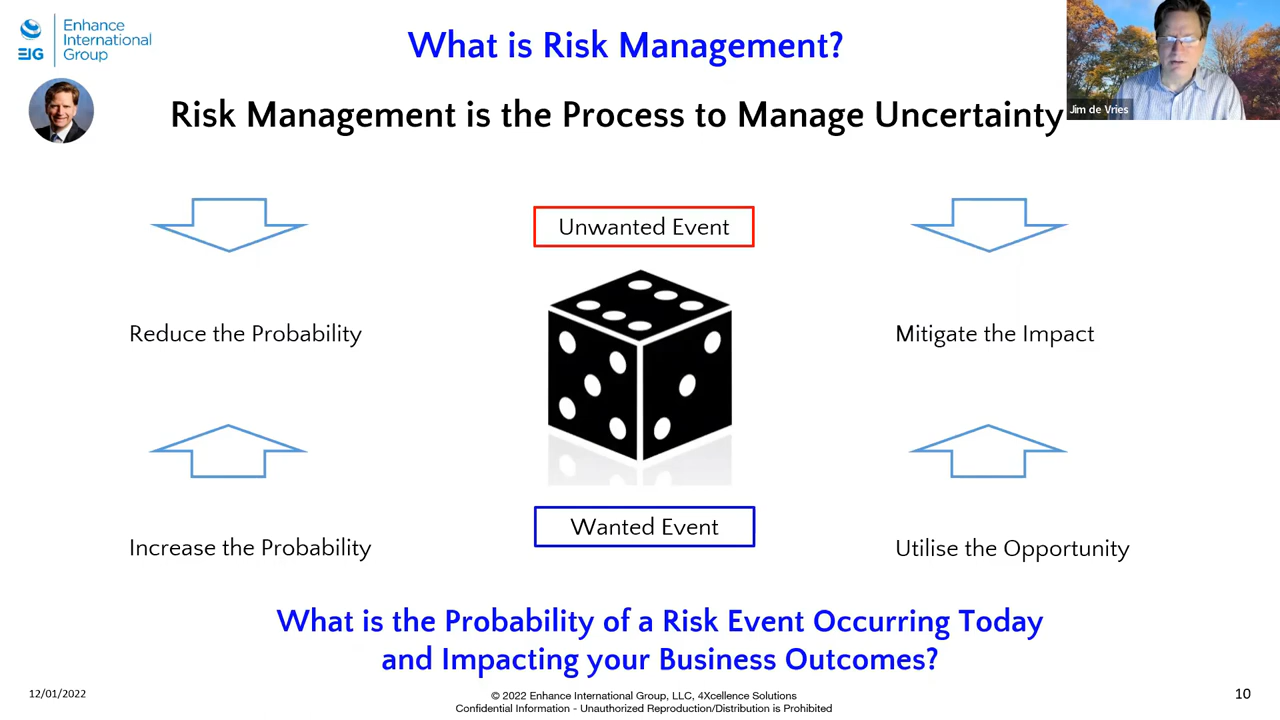 EIG
Enhance
International
Group
What is Risk Management?
Jim de Vries
Risk Management is the Process to Manage Uncertainty
Unwanted Event
Reduce the Probability
Mitigate the Impact
Wanted Event
Increase the Probability
Utilise the Opportunity
What is the Probability of a Risk Event Occurring Today
and Impacting your Business Outcomes?
12/01/2022
© 2022 Enhance International Group, LLC, 4Xcellence Solutions
Confidential Information - Unauthorized Reproduction/Distribution is Prohibited
10